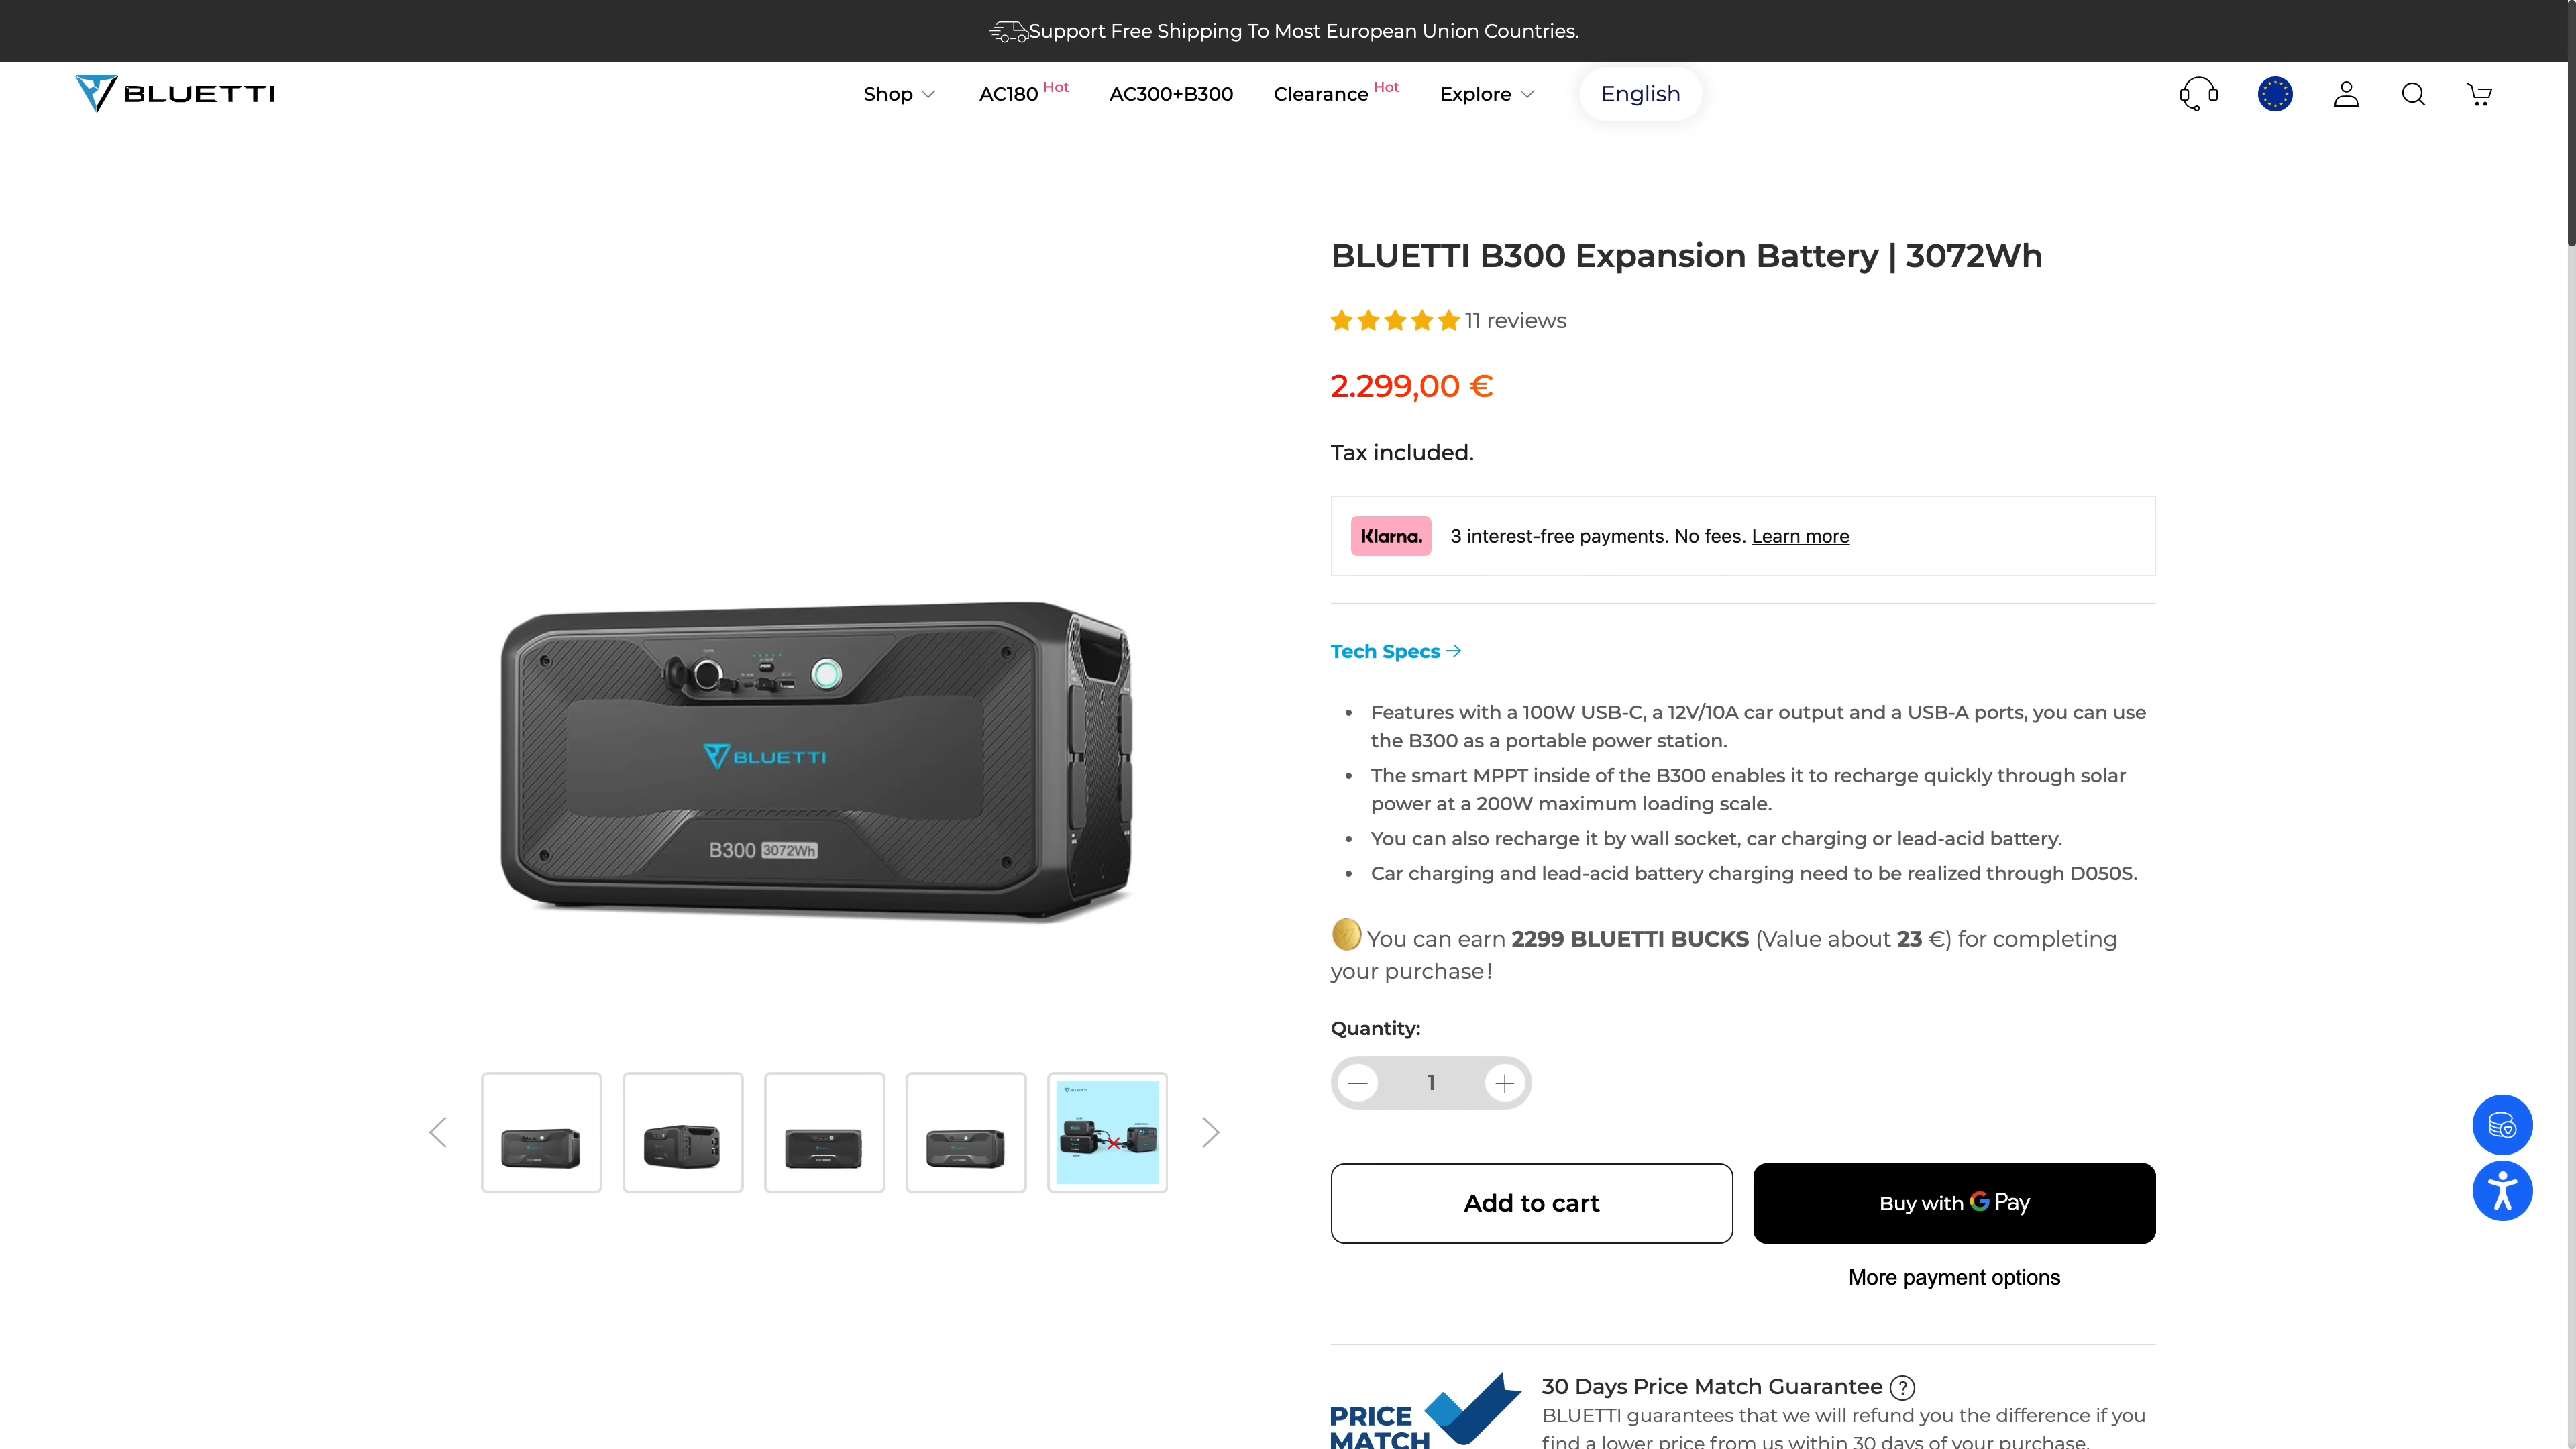 Support Free Shipping To Most European Union Countries.
BLUETTI
Shop
AC180 Hot
AC300+B300
Clearance Hot
Explore
English
BLUETTI B300 Expansion Battery | 3072Wh
11 reviews
2.299,00 €
Tax included.
Klarna. 3 interest-free payments. No fees. Learn more
Tech Specs
Features with a 100W USB-C, a 12V/10A car output and a USB-A ports, you can use
the B300 as a portable power station.
The smart MPPT inside of the B300 enables it to recharge quickly through solar
power at a 200W maximum loading scale.
You can also recharge it by wall socket, car charging or lead-acid battery.
Car charging and lead-acid battery charging need to be realized through D050S.
BLUETTI
B300 3072Wh
You can earn 2299 BLUETTI BUCKS (Value about 23 €) for completing
your purchase!
Quantity:
1
Add to cart
Buy with G Pay
More payment options
PRICE
MATCH
30 Days Price Match Guarantee ?
BLUETTI guarantees that we will refund you the difference if you
find a lower price from us within 30 days of your purchase.